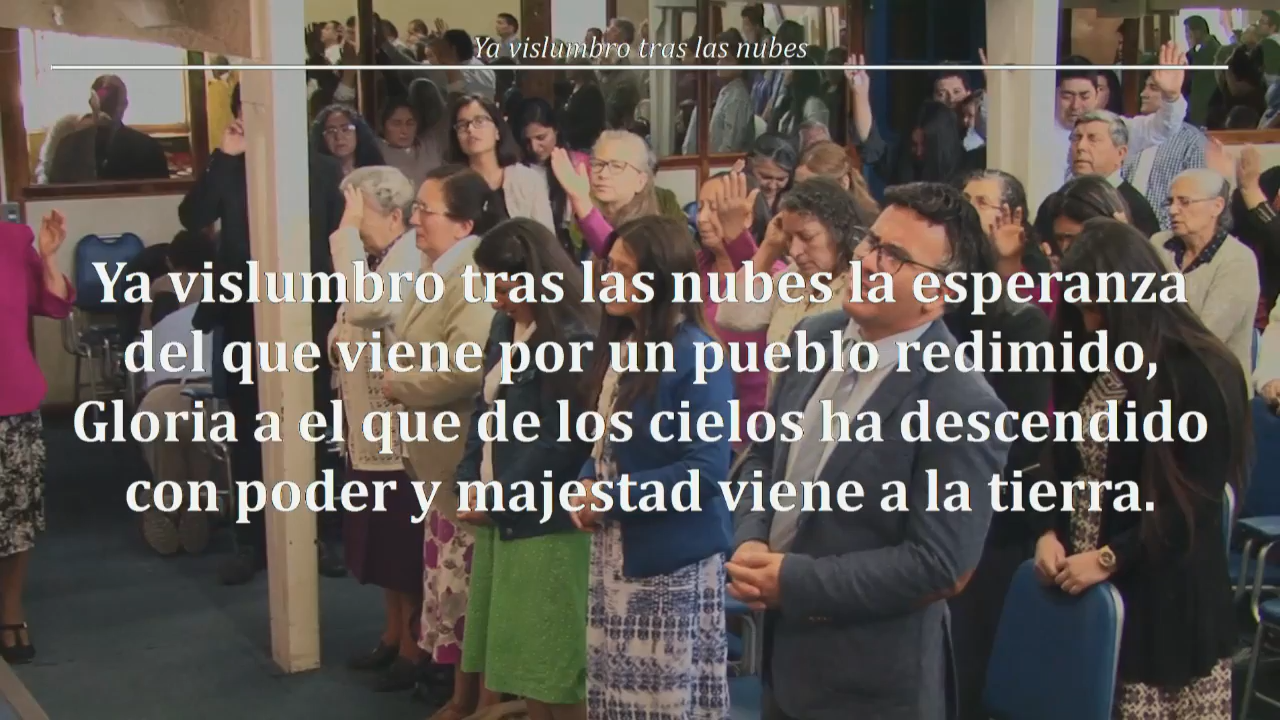 Ya vislumbro tras las nubes
Ya vislumbro tras las nubes la esperanza
del que viene por un pueblo redimido,
Gloria a el que de los cielos ha descendido
con poder y majestad viene a la tierra.